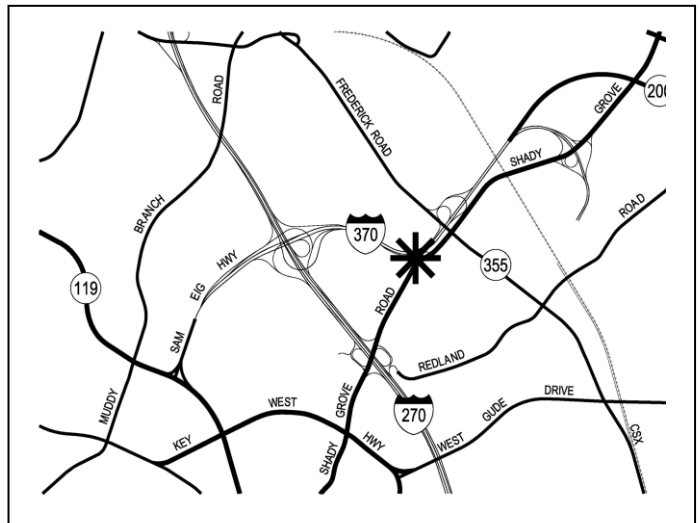 ROAD
FREDERICK ROAD
GROVE
200
SHADY
BRANCH
ROAD
370
HWY
355
119
EIG
ROAD
SAM
REDLAND
MUDDY
GROVE
270
DRIVE
WEST
GUDE
KEY
HWY
WEST
SHADY
CSX